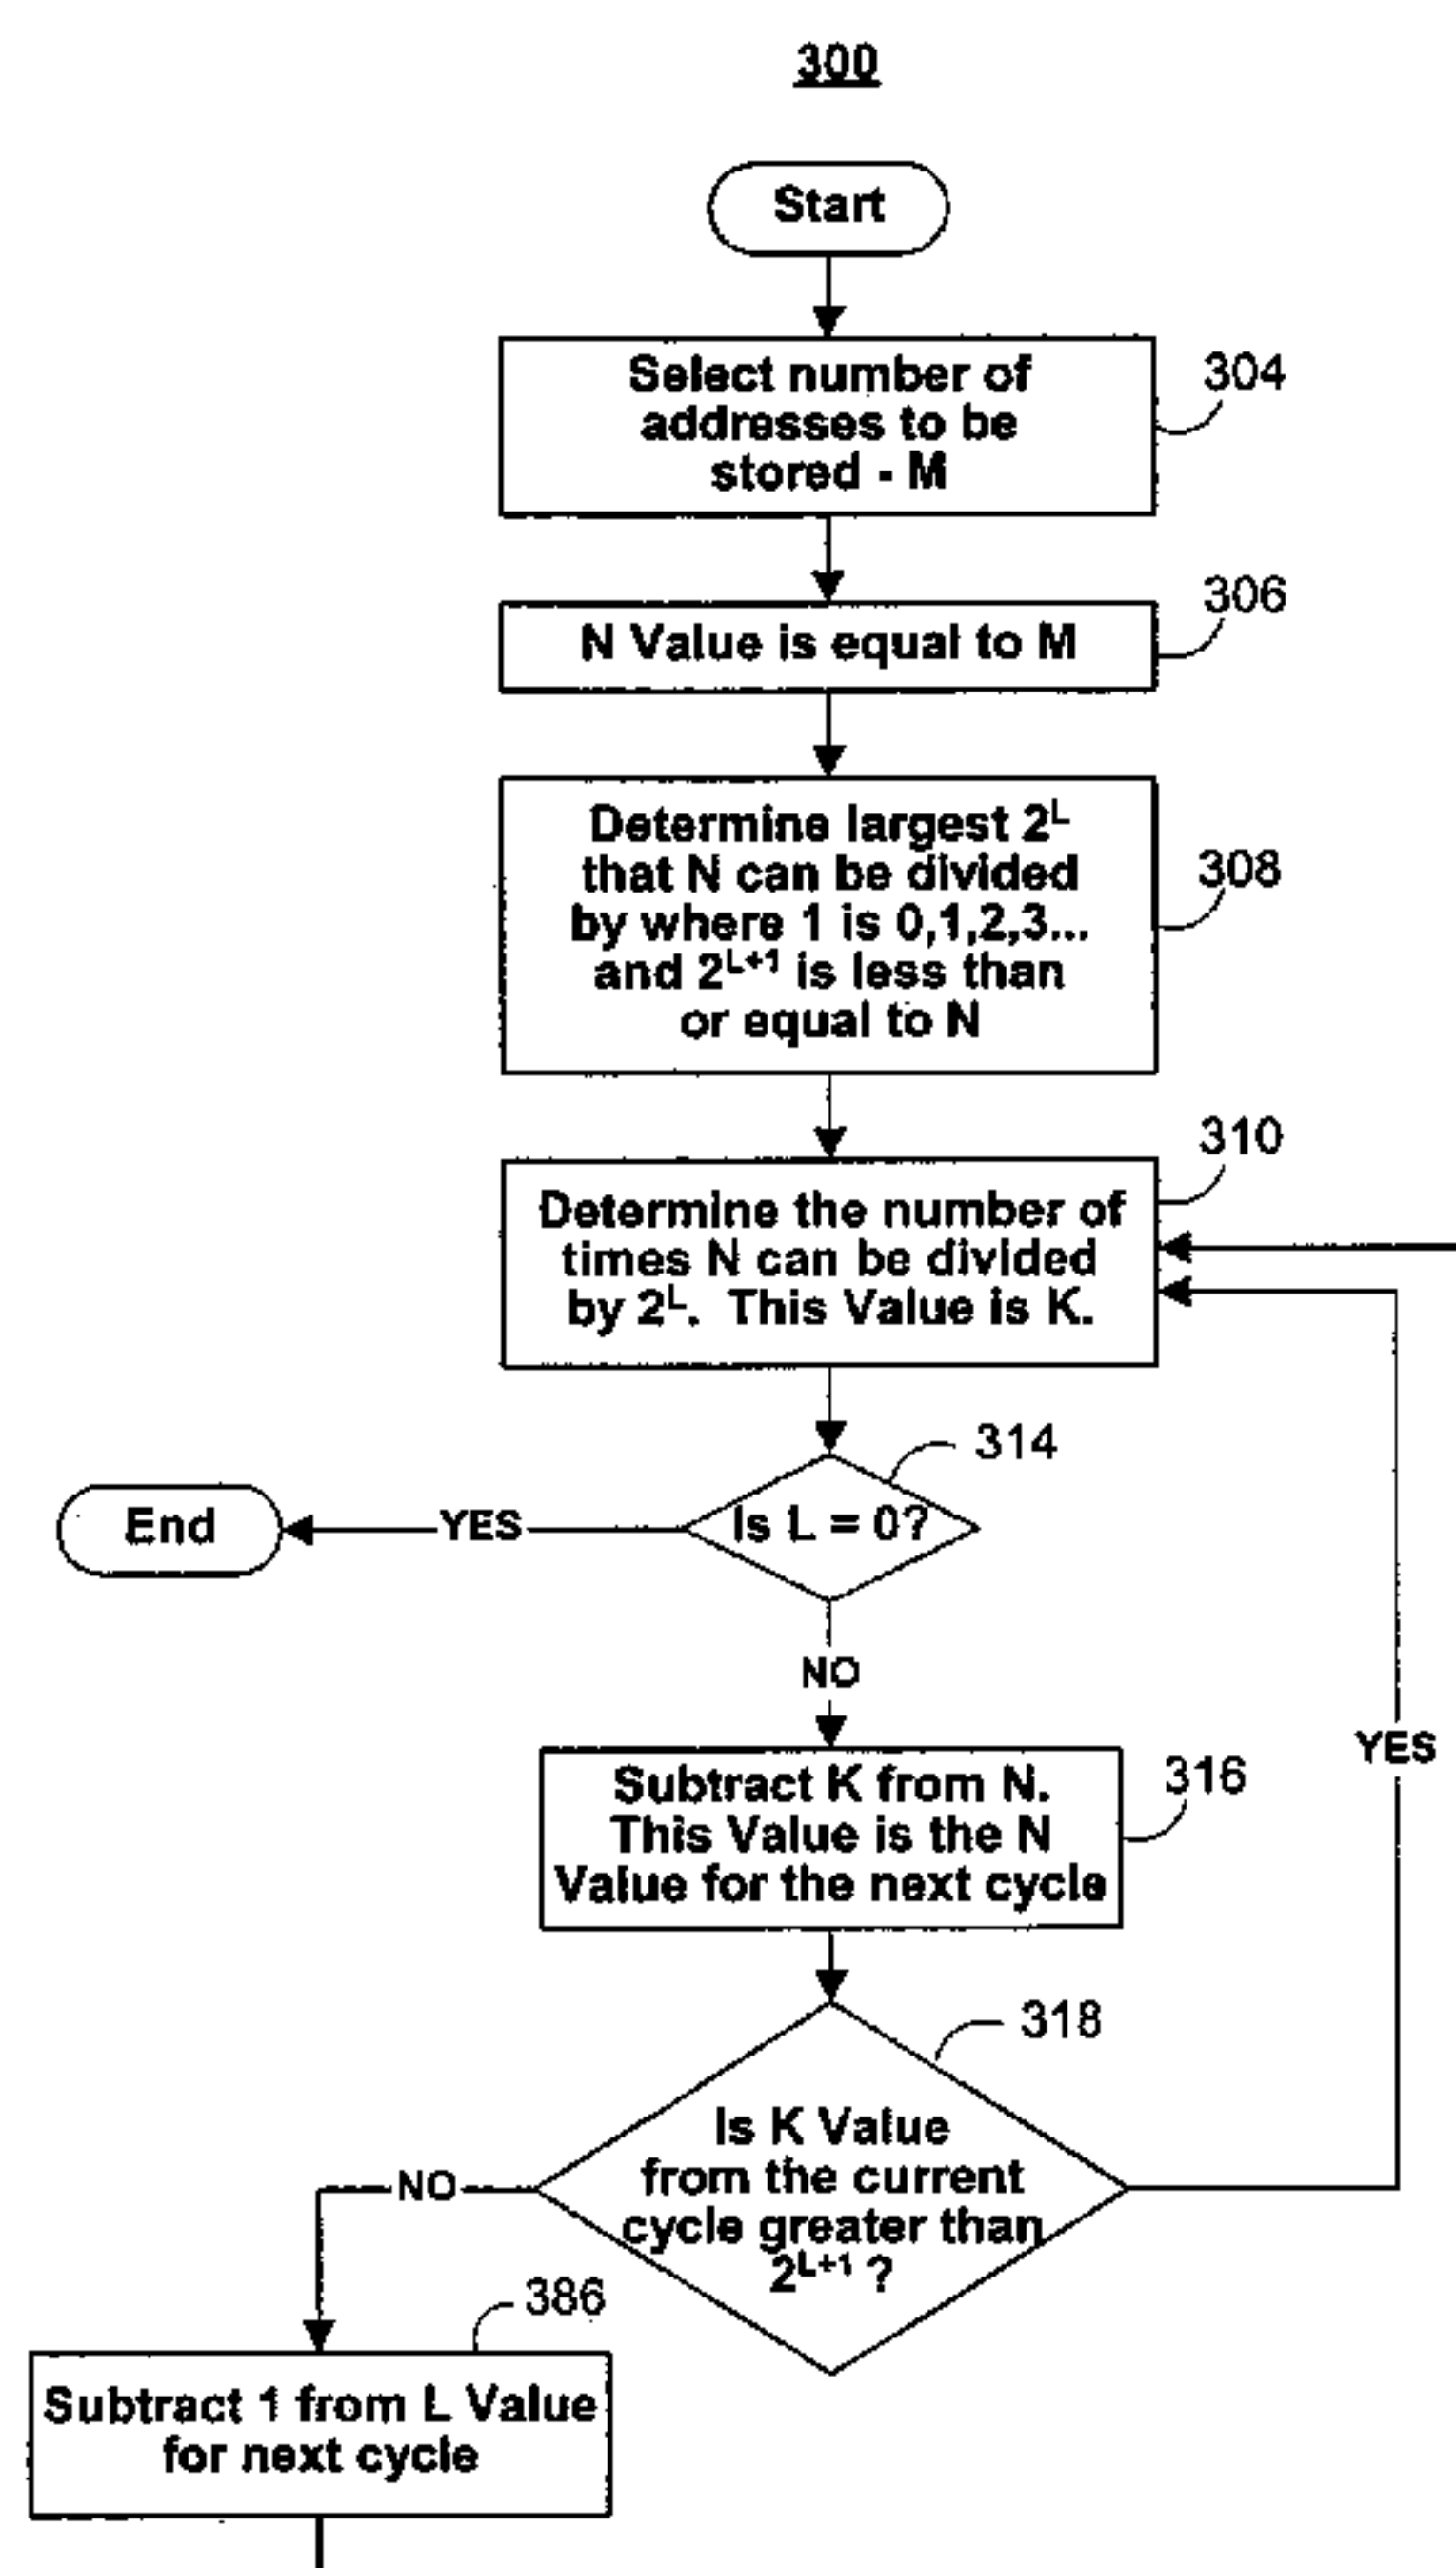 300
Start
Select number of
addresses to be
stored - M
304
N Value is equal to M
306
Determine largest 2^L
that N can be divided
by where 1 is 0,1,2,3...
and 2^L+1 is less than
or equal to N
308
Determine the number of
times N can be divided
by 2^L. This Value is K.
310
Is L = 0?
314
YES
End
NO
Subtract K from N.
This Value is the N
Value for the next cycle
316
YES
Is K Value
from the current
cycle greater than
2^L+1 ?
318
NO
Subtract 1 from L Value
for next cycle
386